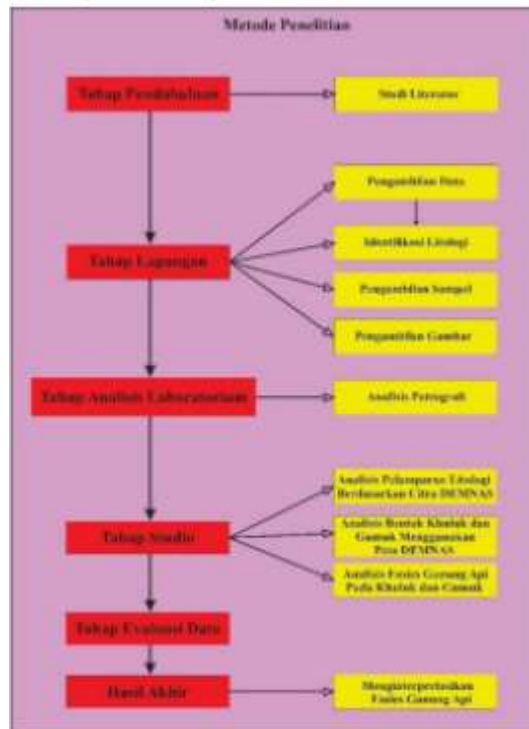 Metode Penelitian
Tahap Pendahuluan
Studi Literatur
Pengambilan Data
Identifikasi Litologi
Tahap Lapangan
Pengambilan Sampel
Pengambilan Gambar
Tahap Analisis Laboratorium
Analisis Petrografi
Analisis Pelamparan Litologi
Berdasarkan Citra DEMNAS
Tahap Studio
Analisis Bentuk Khuluk dan
Gumuk Menggunakan
Peta DEMNAS
Analisis Fasies Gunung Api
Pada Khuluk dan Gumuk
Tahap Evaluasi Data
Hasil Akhir
Menginterpretasikan
Fasies Gunung Api